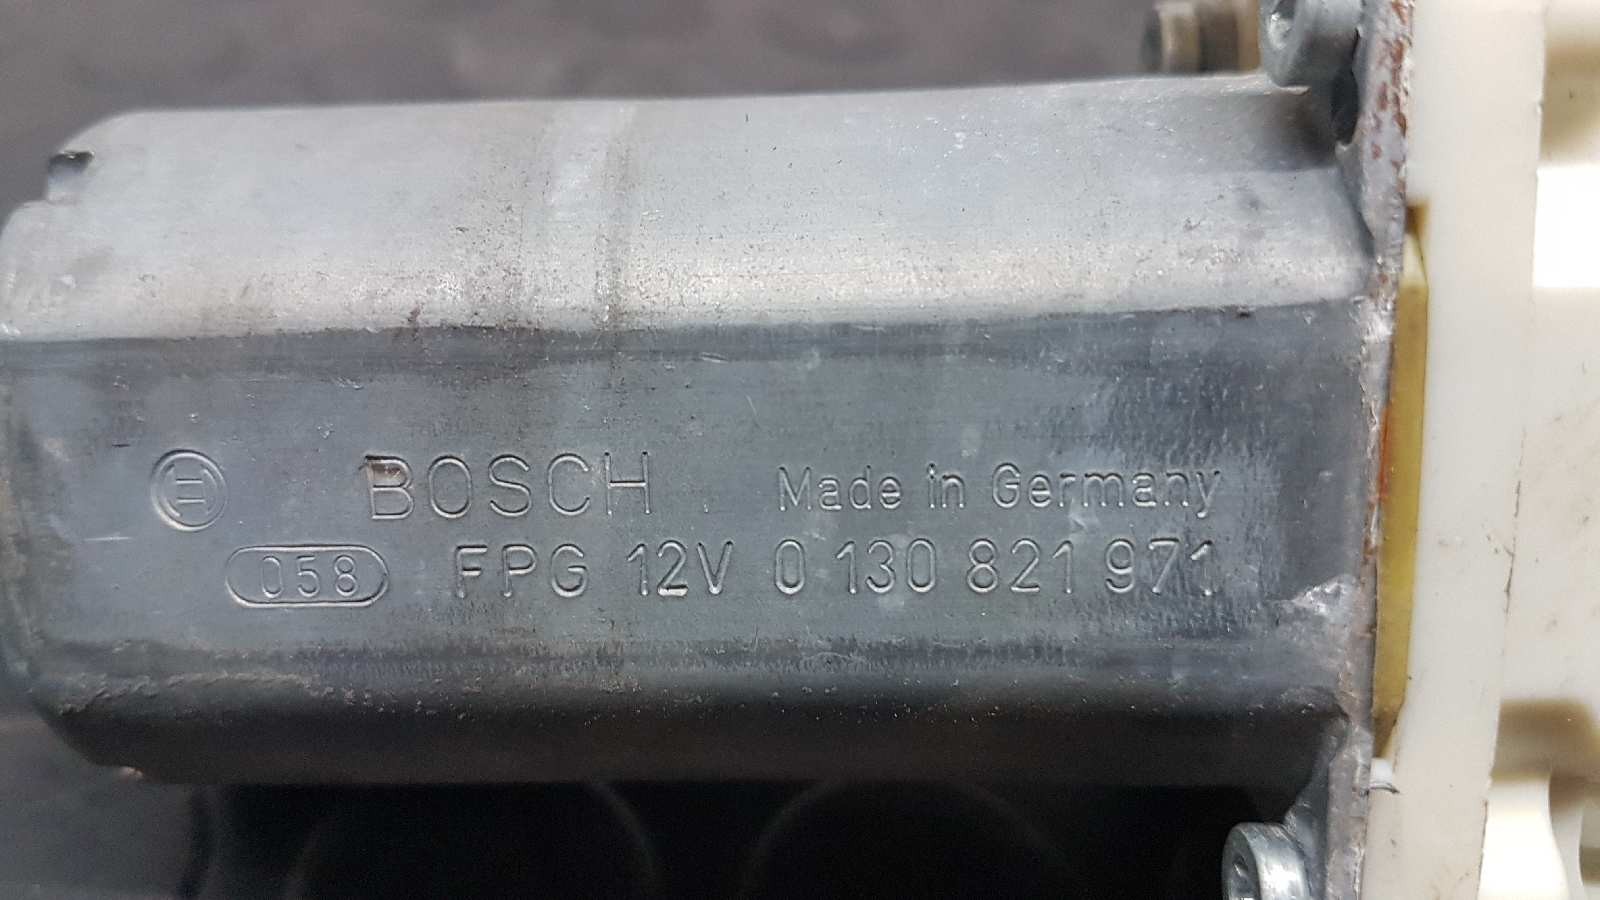 BOSCH Made in Germany
058 FPG 12V 0 130 821 971